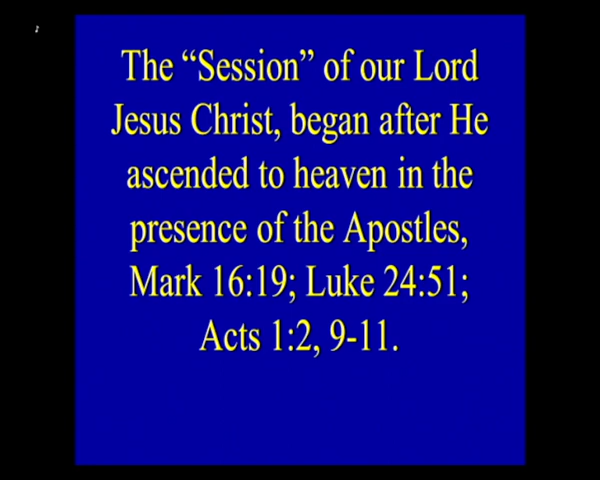 The “Session” of our Lord
Jesus Christ, began after He
ascended to heaven in the
presence of the Apostles,
Mark 16:19; Luke 24:51;
Acts 1:2, 9-11.